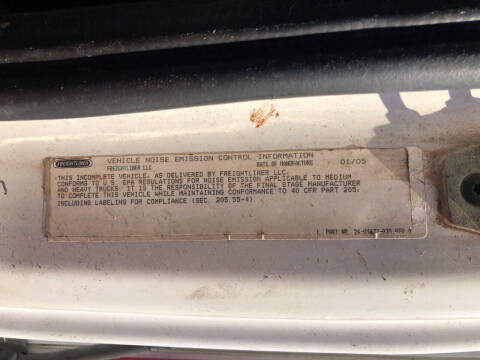 FREIGHTLINER VEHICLE NOISE EMISSION CONTROL INFORMATION 01/05
FREIGHTLINER LLC DATE OF MANUFACTURE
THIS INCOMPLETE VEHICLE, AS DELIVERED BY FREIGHTLINER LLC;
CONFORMS TO U.S. EPA REGULATIONS FOR NOISE EMISSION APPLICABLE TO MEDIUM
AND HEAVY TRUCKS. IT IS THE RESPONSIBILITY OF THE FINAL STAGE MANUFACTURER
TO COMPLETE THIS VEHICLE WHILE MAINTAINING CONFORMANCE TO 40 CFR PART 205,
INCLUDING LABELING FOR COMPLIANCE (SEC. 205.55-4).
PART NO.